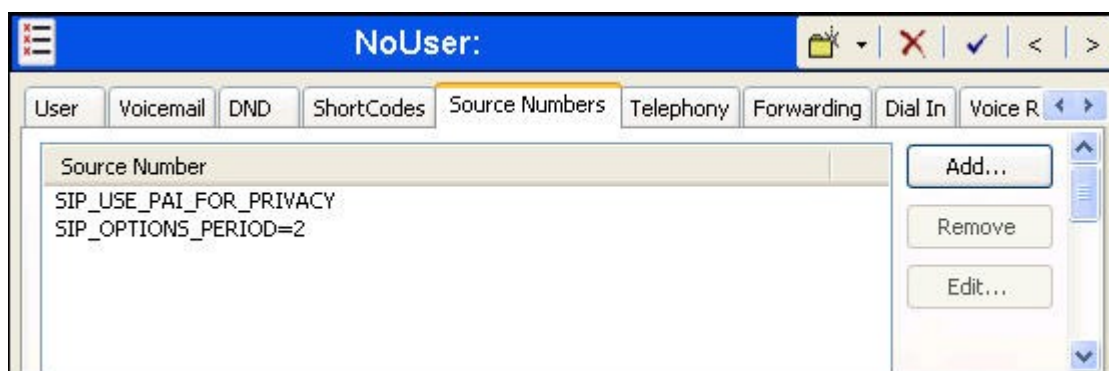 NoUser:
User Voicemail DND ShortCodes Source Numbers Telephony Forwarding Dial In Voice R
Source Number
Add...
SIP_USE_PAI_FOR_PRIVACY
SIP_OPTIONS_PERIOD=2
Remove
Edit...